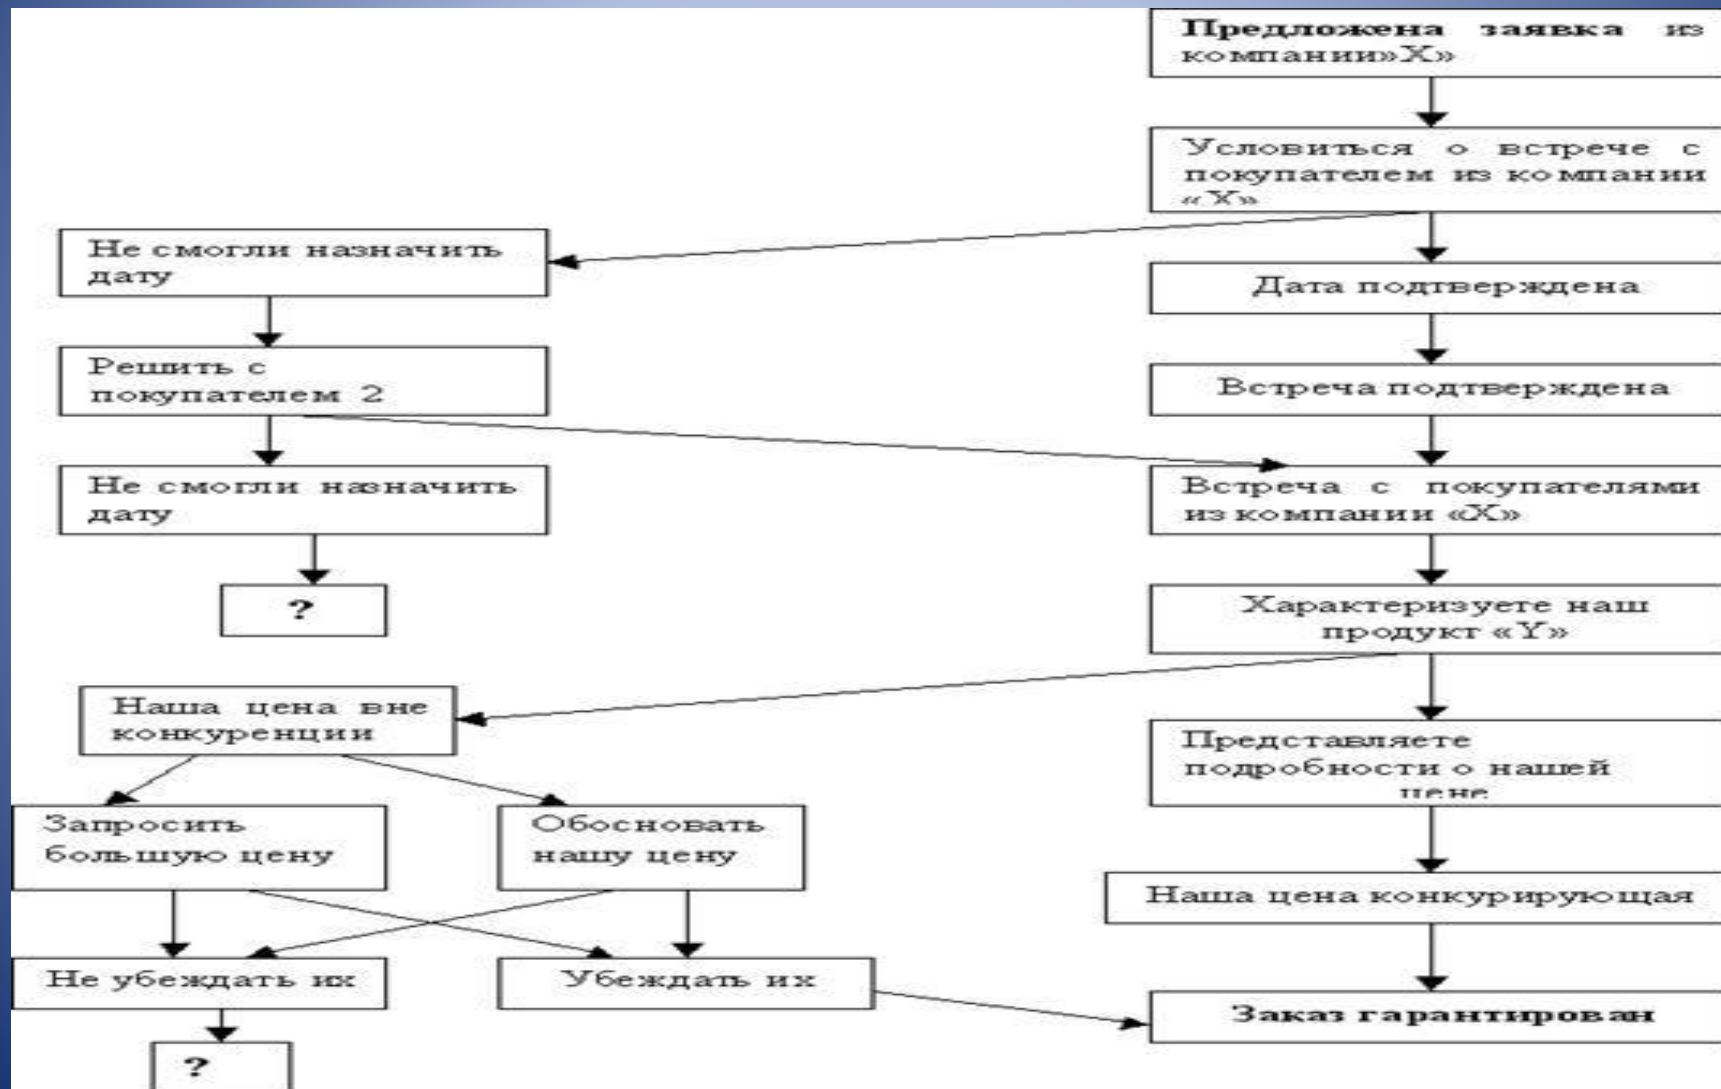 Предложена заявка из
компании»Х»
Условиться о встрече с
покупателем из компании
«Х»
Не смогли назначить
дату
Дата подтверждена
Решить с
покупателем 2
Встреча подтверждена
Не смогли назначить
дату
Встреча с покупателями
из компании «Х»
?
Характеризуете наш
продукт «Y»
Наша цена вне
конкуренции
Представляете
подробности о нашей
цене
Запросить
большую цену
Обосновать
нашу цену
Наша цена конкурирующая
Не убеждать их
Убеждать их
Заказ гарантирован
?